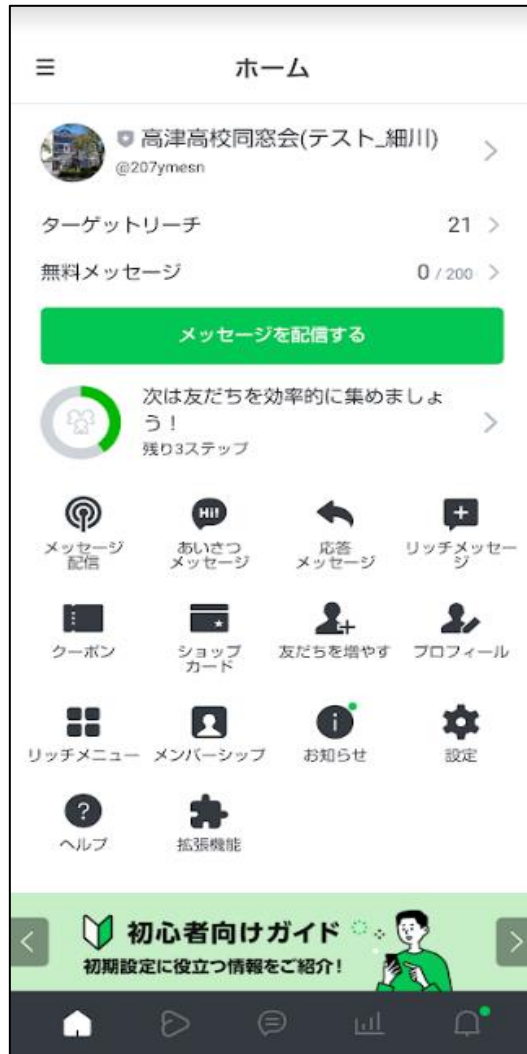 ホーム
高津高校同窓会(テスト_細川)
@207ymesn
ターゲットリーチ 21
無料メッセージ 0 / 200
メッセージを配信する
次は友だちを効率的に集めましょ
う！
残り3ステップ
メッセージ
配信
Hi!
あいさつ
メッセージ
応答
メッセージ
リッチメッセー
ジ
クーポン
ショップ
カード
友だちを増やす
プロフィール
リッチメニュー
メンバーシップ
お知らせ
設定
ヘルプ
拡張機能
初心者向けガイド
初期設定に役立つ情報をご紹介！